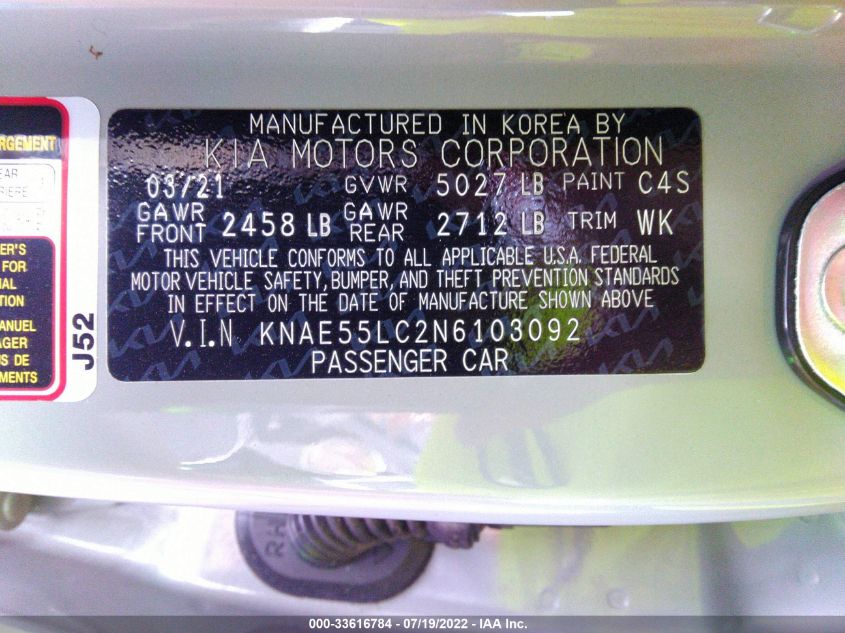 MANUFACTURED IN KOREA BY
KIA MOTORS CORPORATION
03/21 GVWR 5027 LB PAINT C4S
GAWR FRONT 2458 LB GAWR REAR 2712 LB TRIM WK
THIS VEHICLE CONFORMS TO ALL APPLICABLE U.S.A. FEDERAL
MOTOR VEHICLE SAFETY, BUMPER, AND THEFT PREVENTION STANDARDS
IN EFFECT ON THE DATE OF MANUFACTURE SHOWN ABOVE
V.I.N KNAE55LC2N6103092
PASSENGER CAR
J52
FOR
MANUEL
DE
000-33616784 - 07/19/2022 - IAA Inc.